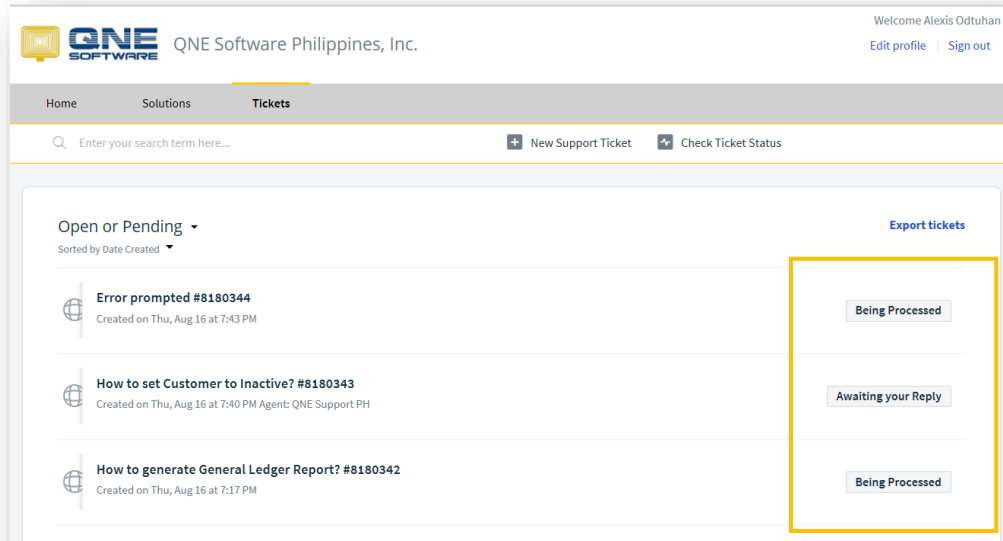 Welcome Alexis Odtuhan
QNE
SOFTWARE
QNE Software Philippines, Inc.
Edit profile
Sign out
Home
Solutions
Tickets
Enter your search term here...
New Support Ticket
Check Ticket Status
Open or Pending
Export tickets
Sorted by Date Created
Error prompted #8180344
Created on Thu, Aug 16 at 7:43 PM
Being Processed
How to set Customer to Inactive? #8180343
Created on Thu, Aug 16 at 7:40 PM Agent: QNE Support PH
Awaiting your Reply
How to generate General Ledger Report? #8180342
Created on Thu, Aug 16 at 7:17 PM
Being Processed